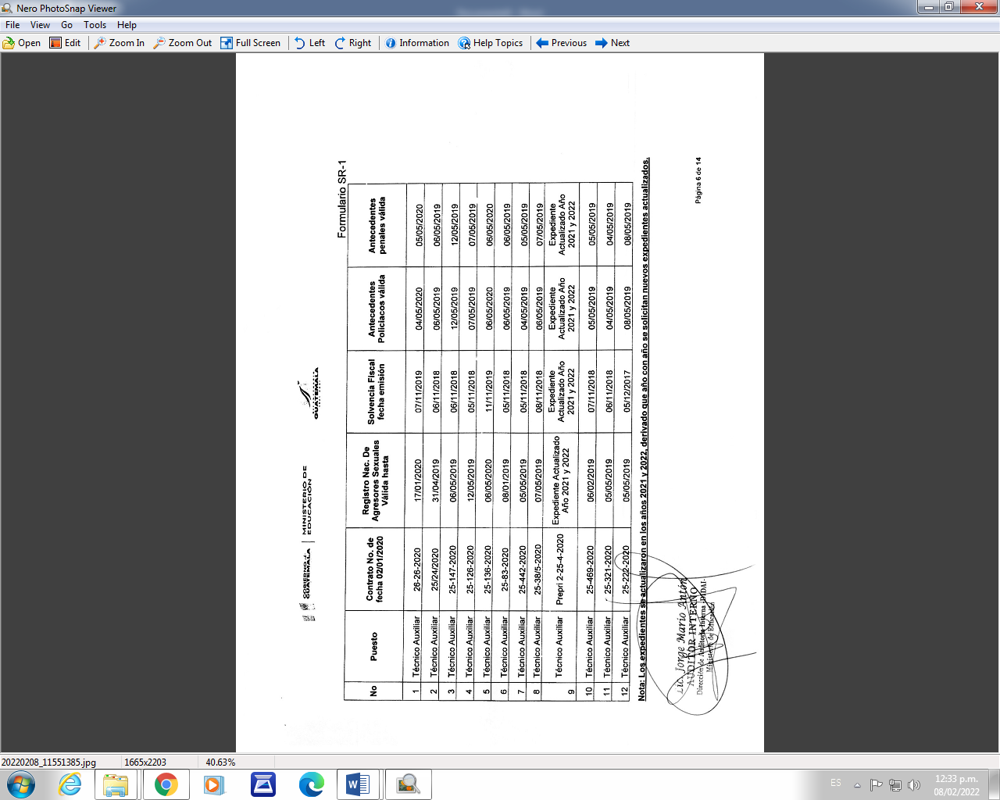 Nero PhotoSnap Viewer
File View Go Tools Help
Open Edit Zoom In Zoom Out Full Screen Left Right Information Help Topics Previous Next
GUATEMALA MINISTERIO DE
EDUCACIÓN
GUATEMALA
Formulario SR-1
No Puesto Contrato No. de fecha 02/01/2020 Registro Nac. De Agresores Sexuales Válida hasta Solvencia Fiscal fecha emisión Antecedentes Policiacos válida Antecedentes penales válida
1 Técnico Auxiliar 26-26-2020 17/01/2020 07/11/2019 04/05/2020 05/05/2020
2 Técnico Auxiliar 25/24/2020 31/04/2019 06/11/2018 06/05/2019 06/05/2019
3 Técnico Auxiliar 25-147-2020 06/05/2019 06/11/2018 12/05/2019 12/05/2019
4 Técnico Auxiliar 25-126-2020 12/05/2019 05/11/2018 07/05/2019 07/05/2019
5 Técnico Auxiliar 25-136-2020 06/05/2020 11/11/2019 06/05/2020 06/05/2020
6 Técnico Auxiliar 25-83-2020 08/01/2019 05/11/2018 06/05/2019 06/05/2019
7 Técnico Auxiliar 25-442-2020 05/05/2019 05/11/2018 04/05/2019 05/05/2019
8 Técnico Auxiliar 25-38/5-2020 07/05/2019 08/11/2018 06/05/2019 07/05/2019
9 Técnico Auxiliar Prepri 2-25-4-2020 Expediente Actualizado Año 2021 y 2022 Expediente Actualizado Año 2021 y 2022 Expediente Actualizado Año 2021 y 2022 Expediente Actualizado Año 2021 y 2022
10 Técnico Auxiliar 25-469-2020 06/02/2019 07/11/2018 05/05/2019 05/05/2019
11 Técnico Auxiliar 25-321-2020 05/05/2019 06/11/2018 04/05/2019 04/05/2019
12 Técnico Auxiliar 25-222-2020 05/05/2019 05/12/2017 08/05/2019 08/05/2019
Nota: Los expedientes se actualizaron en los años 2021 y 2022, derivado que año con año se solicitan nuevos expedientes actualizados.
Lic. Jorge Mario Antón
AUDITOR INTERNO
Dirección de Auditoría Interna -DIDAI-
Ministerio de Educación
Página 6 de 14
20220208_11551385.jpg 1665x2203 40.63%
ES 12:33 p.m.
08/02/2022